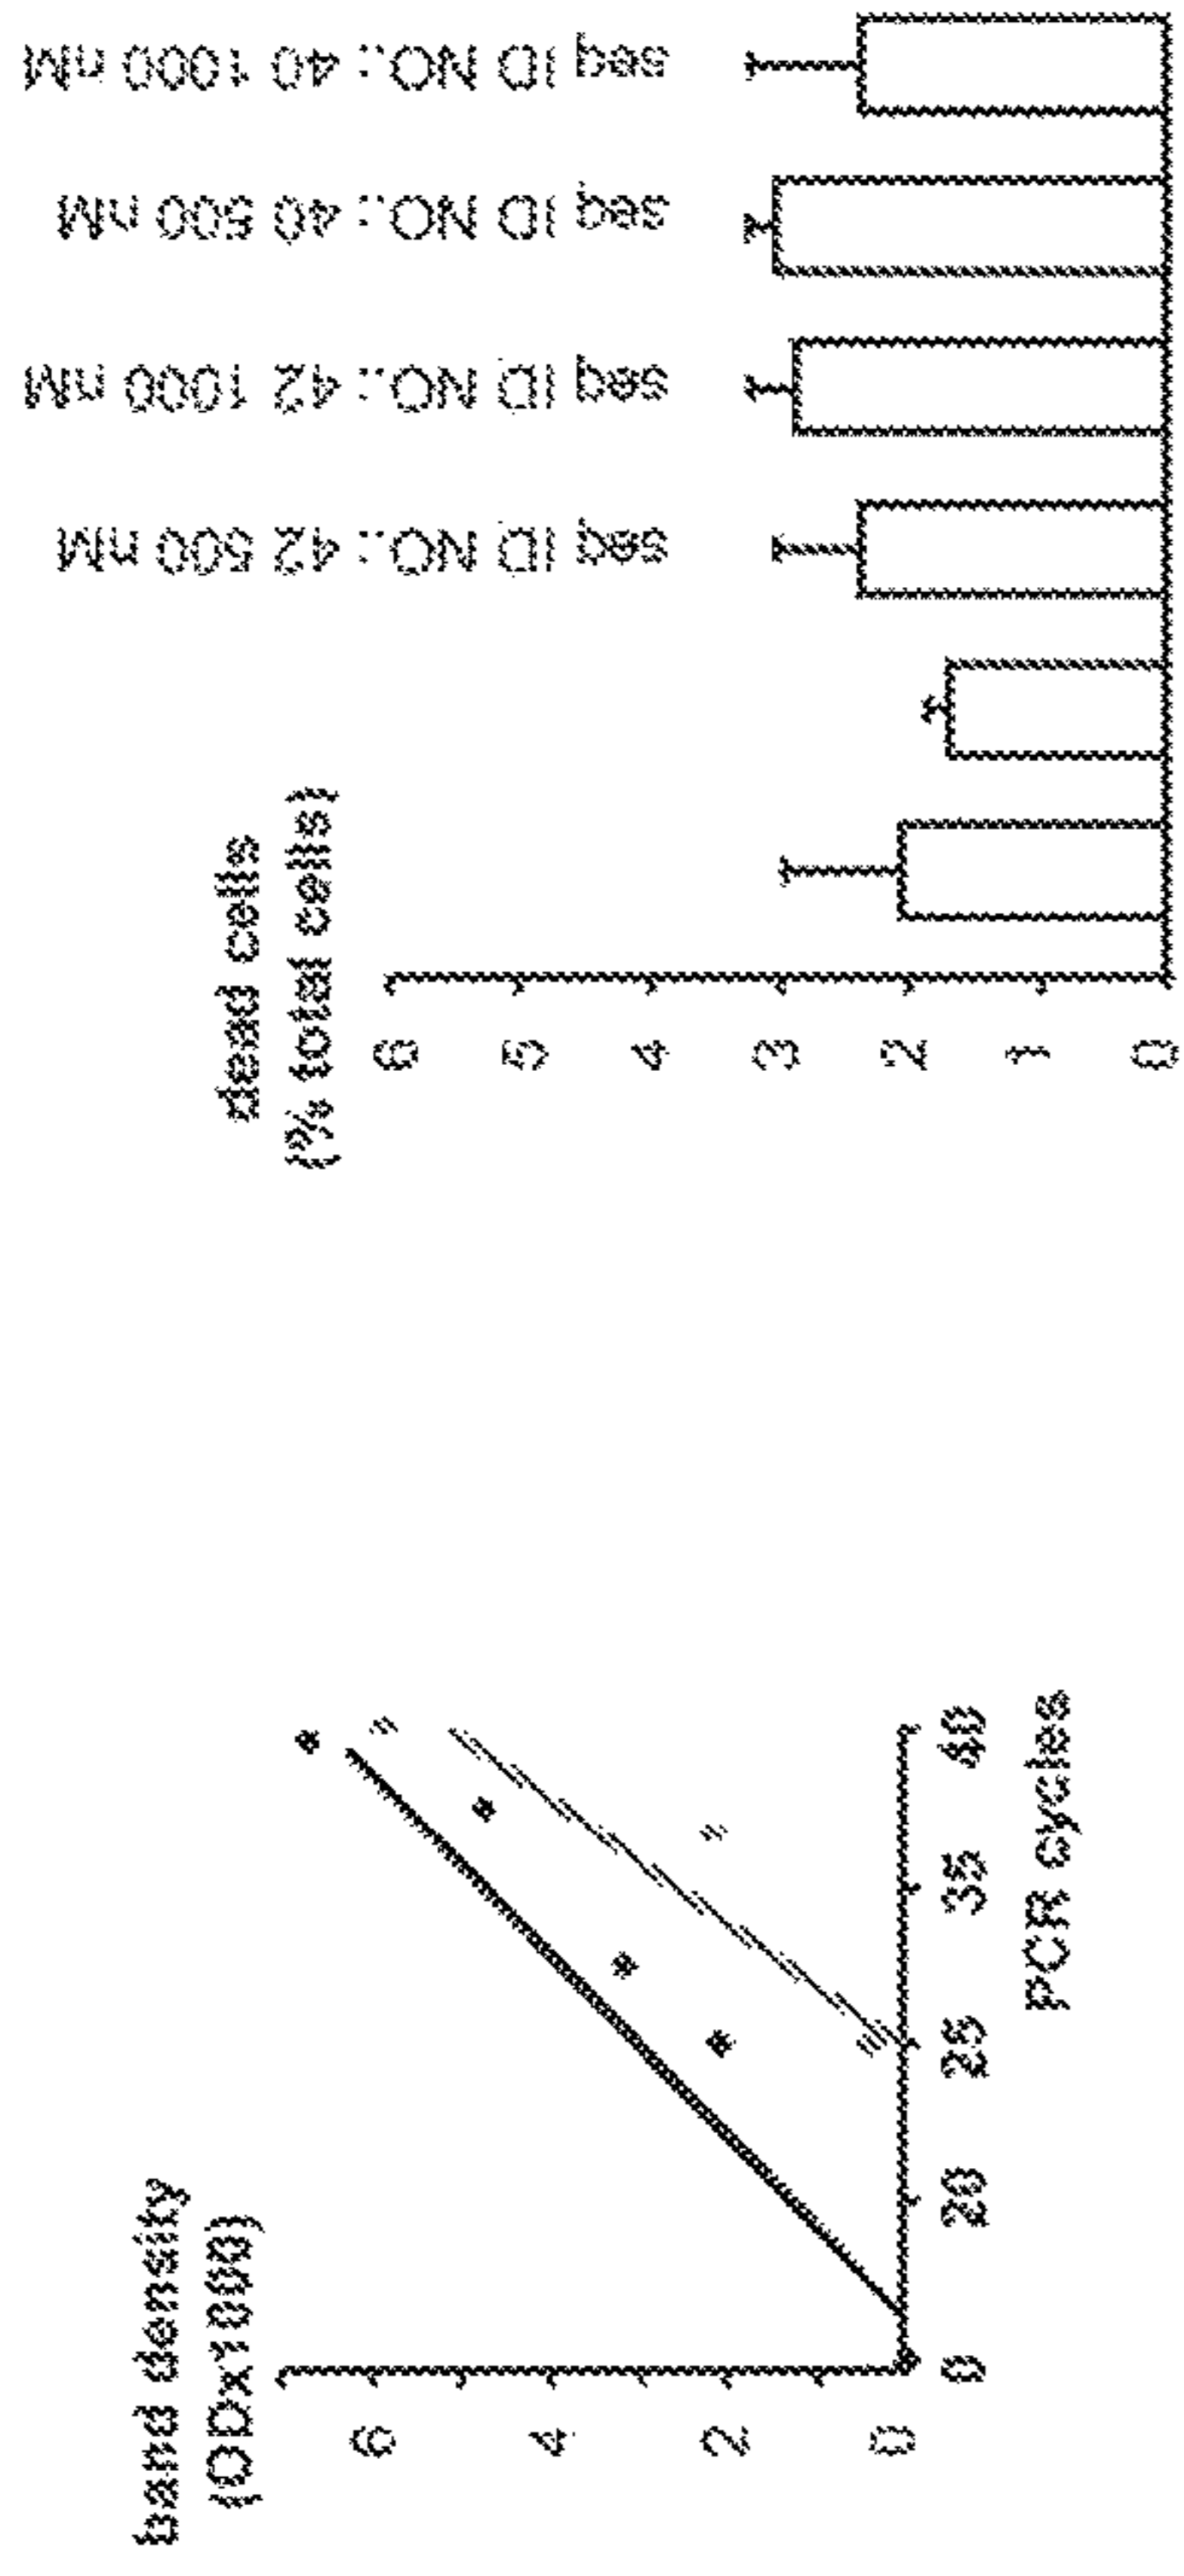 band density
(ODx1000)
6
4
2
0
0
20
25
35
40
PCR cycles
dead cells
(% total cells)
6
5
4
3
2
1
0
seq ID NO.: 42 500 nM
seq ID NO.: 42 1000 nM
seq ID NO.: 40 500 nM
seq ID NO.: 40 1000 nM